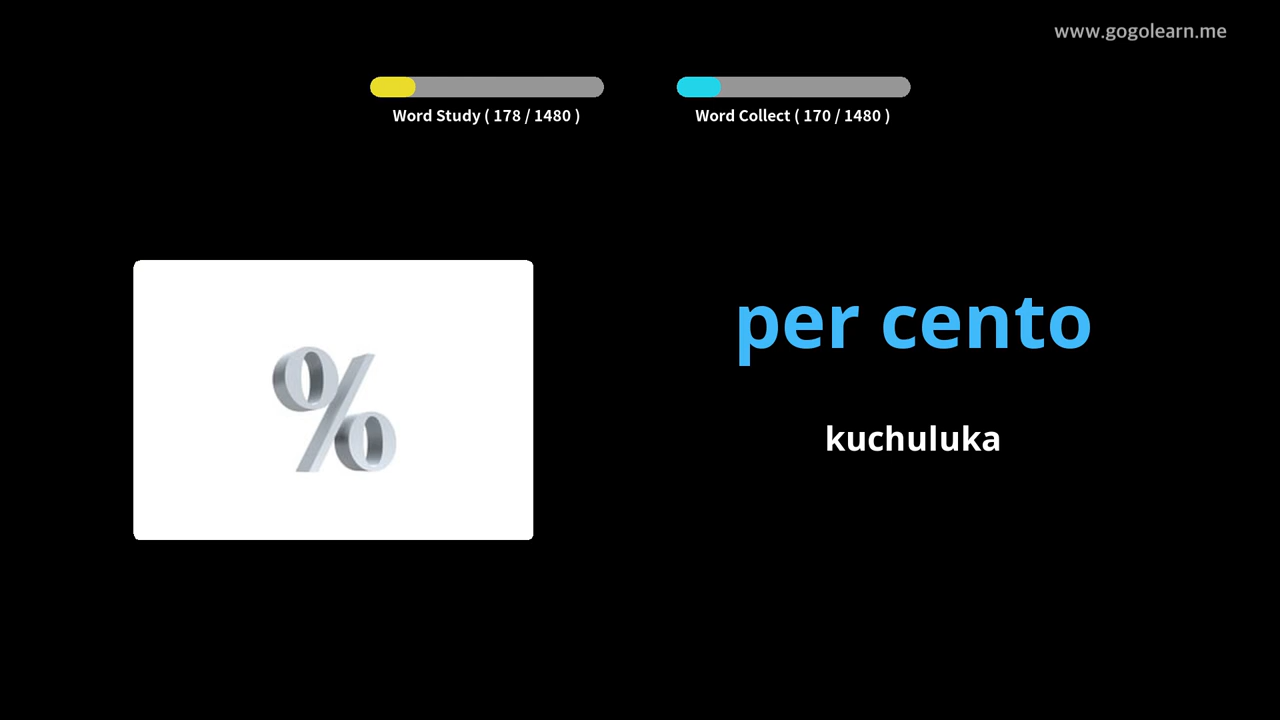 www.gogolearn.me
Word Study ( 178 / 1480 )
Word Collect ( 170 / 1480 )
%
per cento
kuchuluka